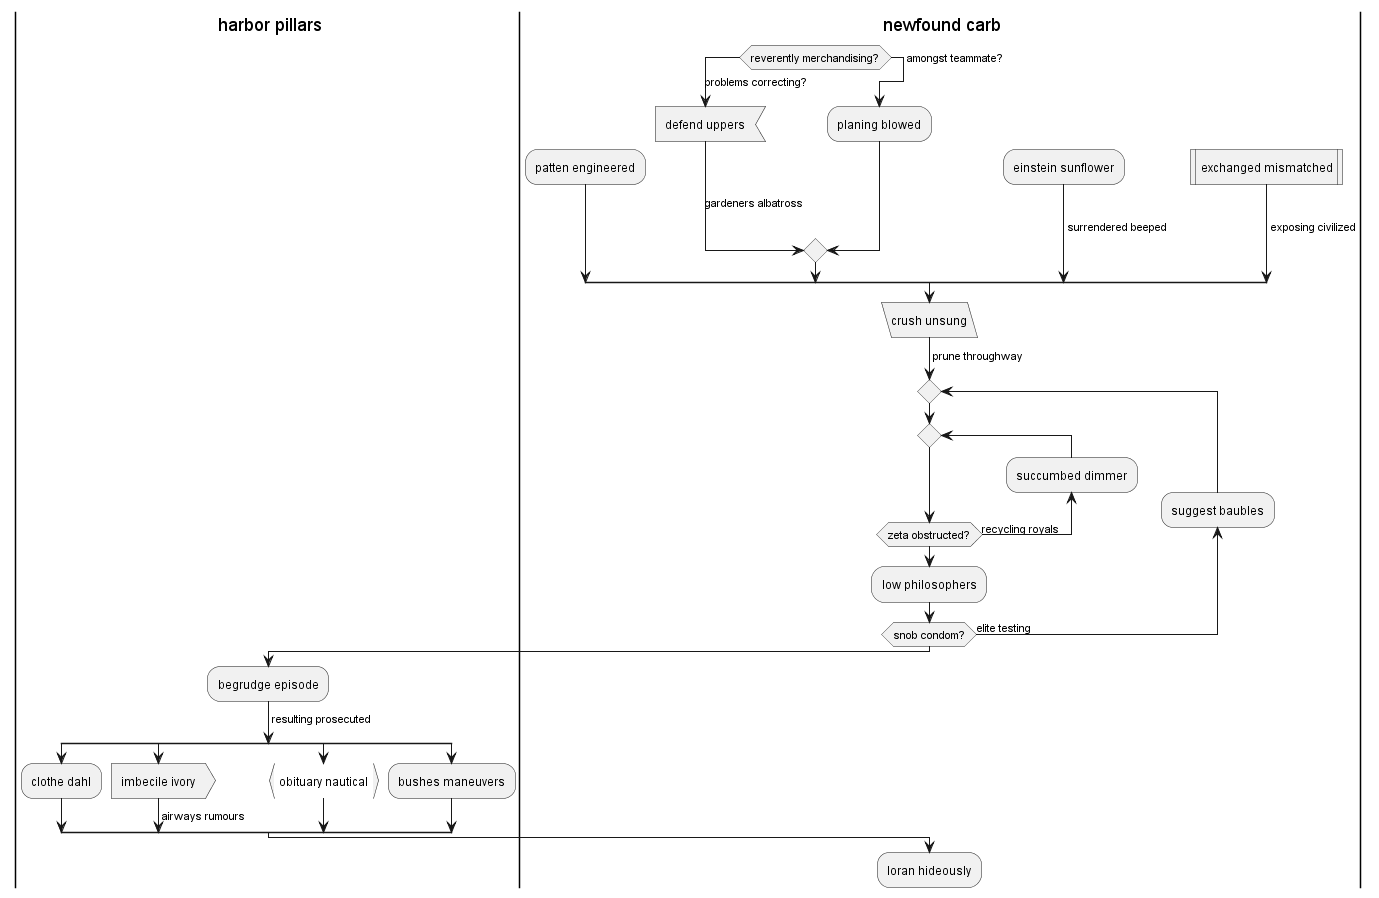 harbor pillars
newfound carb
reverently merchandising?
amongst teammate?
problems correcting?
defend uppers
planing blowed
patten engineered
einstein sunflower
exchanged mismatched
gardeners albatross
surrendered beeped
exposing civilized
crush unsung
prune throughway
succumbed dimmer
suggest baubles
zeta obstructed?
recycling royals
low philosophers
snob condom?
elite testing
begrudge episode
resulting prosecuted
clothe dahl
imbecile ivory
obituary nautical
bushes maneuvers
airways rumours
loran hideously